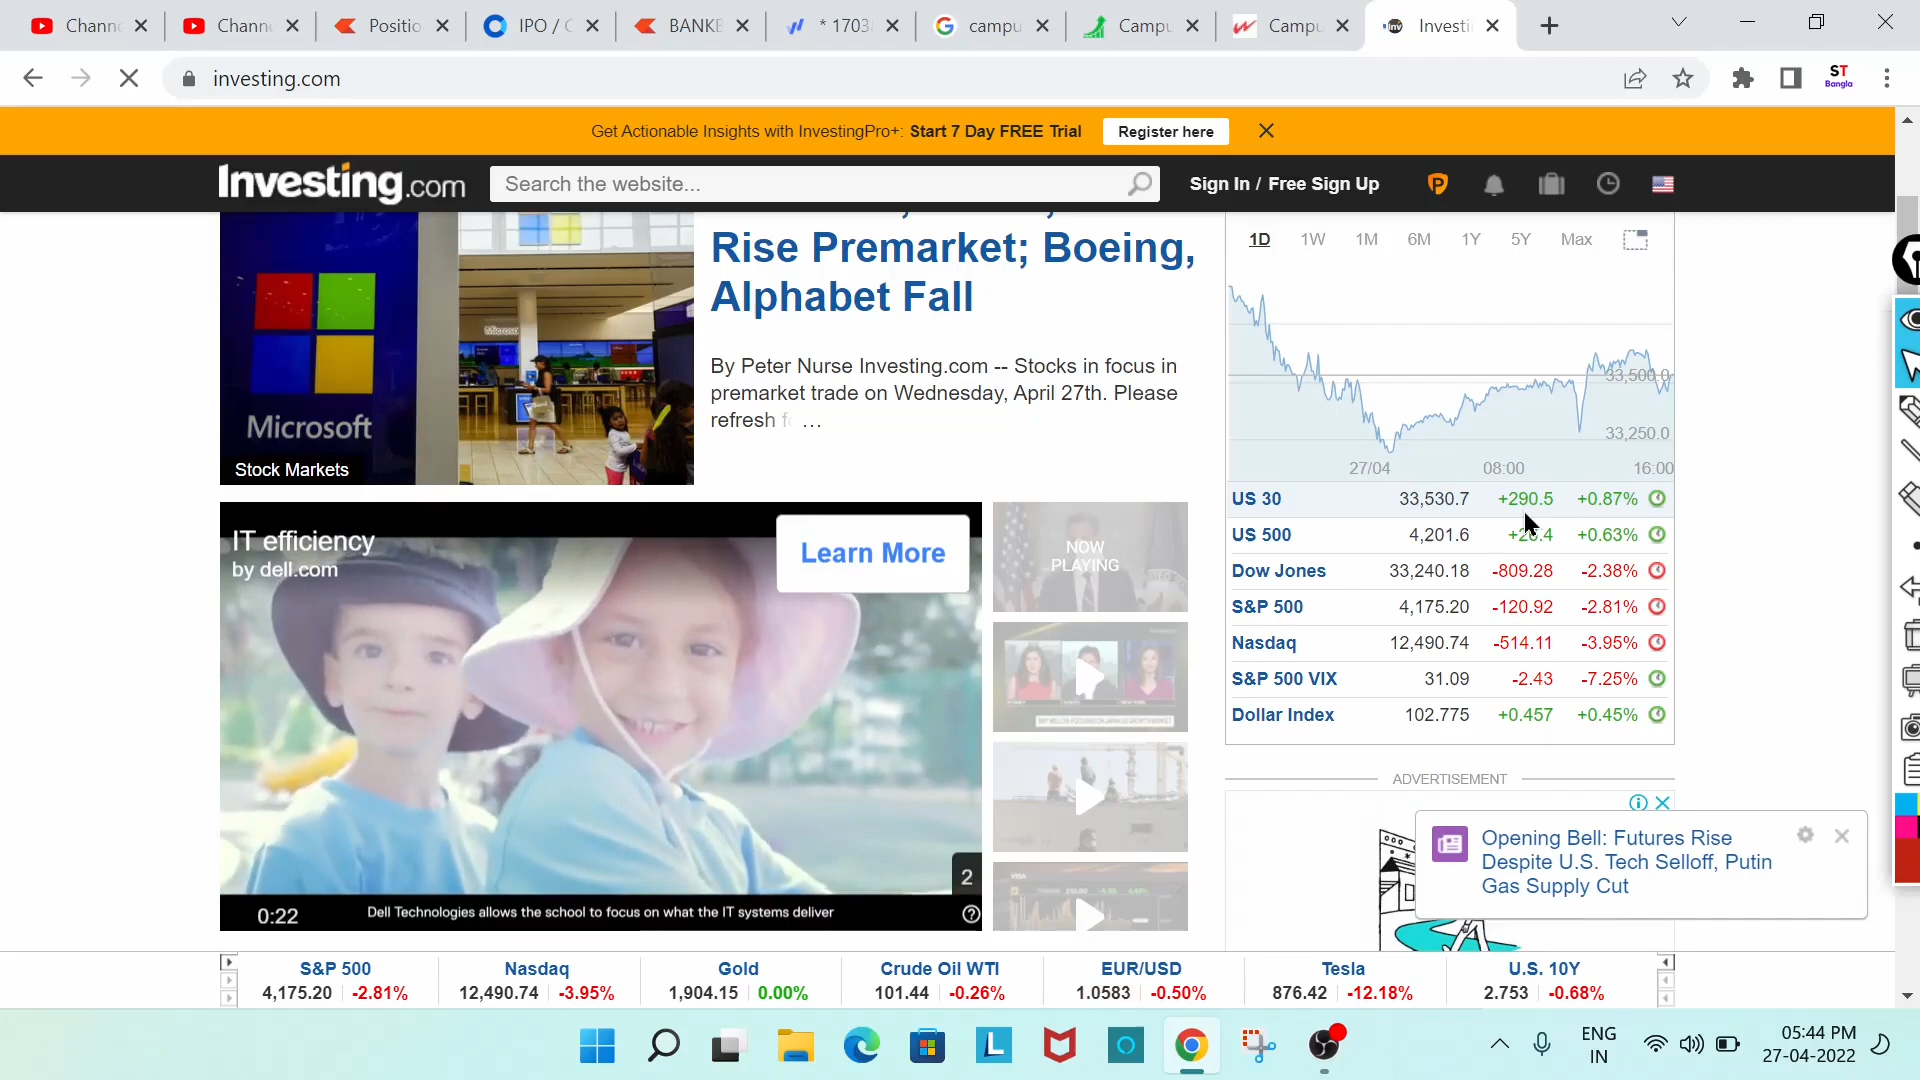 Chann
Chann
Positio
IPO / C
BANKB
* 1703
campu
Campu
Campu
Investi
investing.com
ST
Bangla
Get Actionable Insights with InvestingPro+: Start 7 Day FREE Trial
Register here
Investing.com
Search the website...
Sign In / Free Sign Up
Rise Premarket; Boeing,
Alphabet Fall
By Peter Nurse Investing.com -- Stocks in focus in
premarket trade on Wednesday, April 27th. Please
refresh f ...
Microsoft
Stock Markets
1D 1W 1M 6M 1Y 5Y Max
33,500.0
33,250.0
27/04 08:00 16:00
US 30 33,530.7 +290.5 +0.87%
US 500 4,201.6 +26.4 +0.63%
Dow Jones 33,240.18 -809.28 -2.38%
S&P 500 4,175.20 -120.92 -2.81%
Nasdaq 12,490.74 -514.11 -3.95%
S&P 500 VIX 31.09 -2.43 -7.25%
Dollar Index 102.775 +0.457 +0.45%
IT efficiency
by dell.com
Learn More
NOW
PLAYING
2
0:22
Dell Technologies allows the school to focus on what the IT systems deliver
ADVERTISEMENT
Opening Bell: Futures Rise
Despite U.S. Tech Selloff, Putin
Gas Supply Cut
S&P 500 Nasdaq Gold Crude Oil WTI EUR/USD Tesla U.S. 10Y
4,175.20 -2.81% 12,490.74 -3.95% 1,904.15 0.00% 101.44 -0.26% 1.0583 -0.50% 876.42 -12.18% 2.753 -0.68%
ENG
IN
05:44 PM
27-04-2022